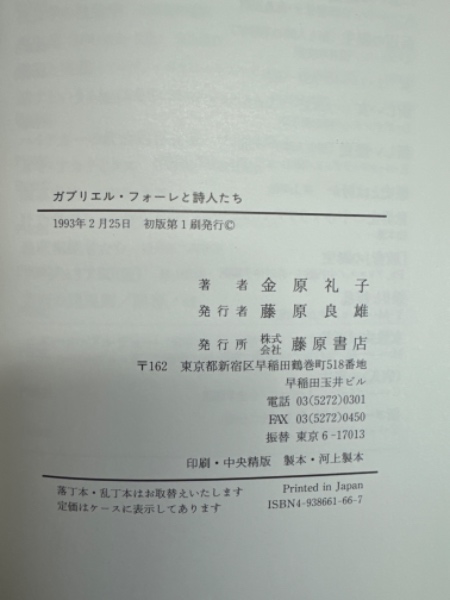 ガブリエル・フォーレと詩人たち
1993年2月25日 初版第1刷発行©
著者 金原礼子
発行者 藤原良雄
発行所 株式会社 藤原書店
〒162 東京都新宿区早稲田鶴巻町518番地
早稲田玉井ビル
電話 03(5272)0301
FAX 03(5272)0450
振替 東京6-17013
印刷・中央精版 製本・河上製本
落丁本・乱丁本はお取替えいたします
定価はケースに表示してあります
Printed in Japan
ISBN4-938661-66-7